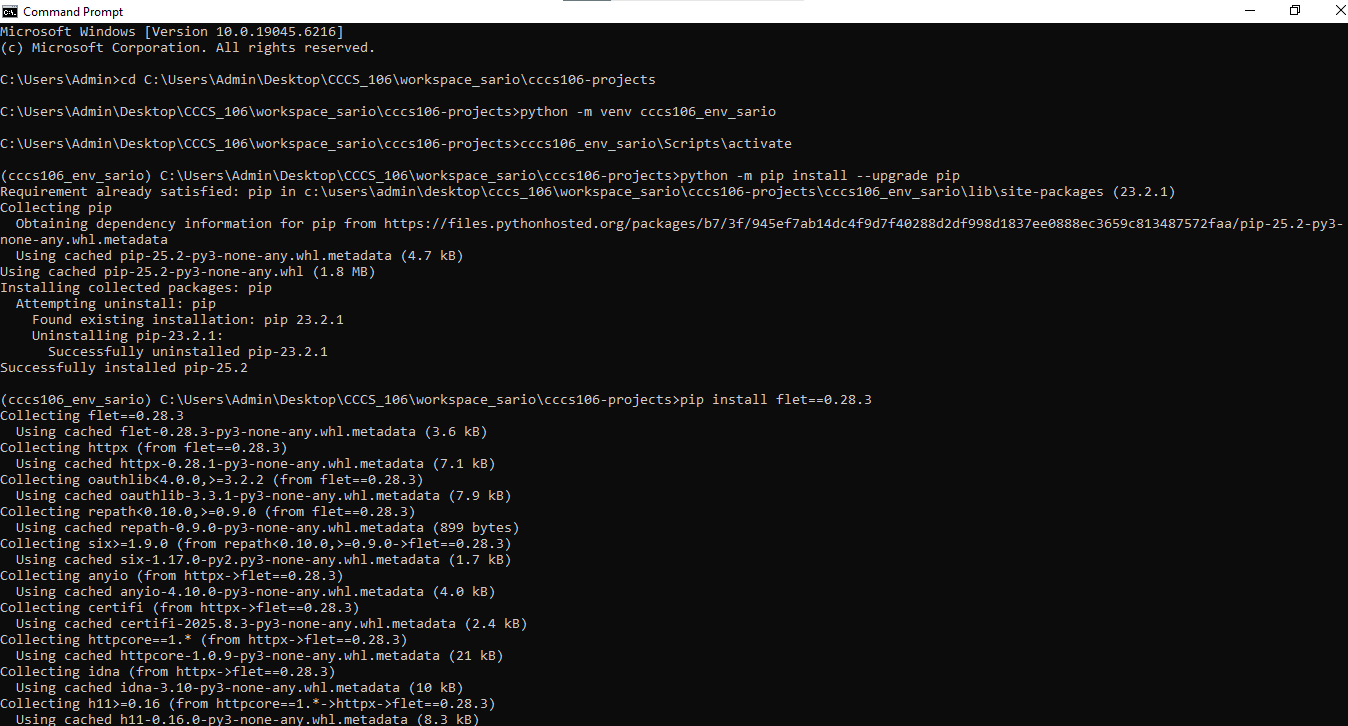 Command Prompt
Microsoft Windows [Version 10.0.19045.6216]
(c) Microsoft Corporation. All rights reserved.
C:\Users\Admin>cd C:\Users\Admin\Desktop\CCCS_106\workspace_sario\cccs106-projects
C:\Users\Admin\Desktop\CCCS_106\workspace_sario\cccs106-projects>python -m venv cccs106_env_sario
C:\Users\Admin\Desktop\CCCS_106\workspace_sario\cccs106-projects>cccs106_env_sario\Scripts\activate
(cccs106_env_sario) C:\Users\Admin\Desktop\CCCS_106\workspace_sario\cccs106-projects>python -m pip install --upgrade pip
Requirement already satisfied: pip in c:\users\admin\desktop\cccs_106\workspace_sario\cccs106-projects\cccs106_env_sario\lib\site-packages (23.2.1)
Collecting pip
  Obtaining dependency information for pip from https://files.pythonhosted.org/packages/b7/3f/945ef7ab14dc4f9d7f40288d2df998d1837ee0888ec3659c813487572faa/pip-25.2-py3-
none-any.whl.metadata
  Using cached pip-25.2-py3-none-any.whl.metadata (4.7 kB)
Using cached pip-25.2-py3-none-any.whl (1.8 MB)
Installing collected packages: pip
  Attempting uninstall: pip
    Found existing installation: pip 23.2.1
    Uninstalling pip-23.2.1:
      Successfully uninstalled pip-23.2.1
Successfully installed pip-25.2
(cccs106_env_sario) C:\Users\Admin\Desktop\CCCS_106\workspace_sario\cccs106-projects>pip install flet==0.28.3
Collecting flet==0.28.3
  Using cached flet-0.28.3-py3-none-any.whl.metadata (3.6 kB)
Collecting httpx (from flet==0.28.3)
  Using cached httpx-0.28.1-py3-none-any.whl.metadata (7.1 kB)
Collecting oauthlib<4.0.0,>=3.2.2 (from flet==0.28.3)
  Using cached oauthlib-3.3.1-py3-none-any.whl.metadata (7.9 kB)
Collecting repath<0.10.0,>=0.9.0 (from flet==0.28.3)
  Using cached repath-0.9.0-py3-none-any.whl.metadata (899 bytes)
Collecting six>=1.9.0 (from repath<0.10.0,>=0.9.0->flet==0.28.3)
  Using cached six-1.17.0-py2.py3-none-any.whl.metadata (1.7 kB)
Collecting anyio (from httpx->flet==0.28.3)
  Using cached anyio-4.10.0-py3-none-any.whl.metadata (4.0 kB)
Collecting certifi (from httpx->flet==0.28.3)
  Using cached certifi-2025.8.3-py3-none-any.whl.metadata (2.4 kB)
Collecting httpcore==1.* (from httpx->flet==0.28.3)
  Using cached httpcore-1.0.9-py3-none-any.whl.metadata (21 kB)
Collecting idna (from httpx->flet==0.28.3)
  Using cached idna-3.10-py3-none-any.whl.metadata (10 kB)
Collecting h11>=0.16 (from httpcore==1.*->httpx->flet==0.28.3)
  Using cached h11-0.16.0-py3-none-any.whl.metadata (8.3 kB)